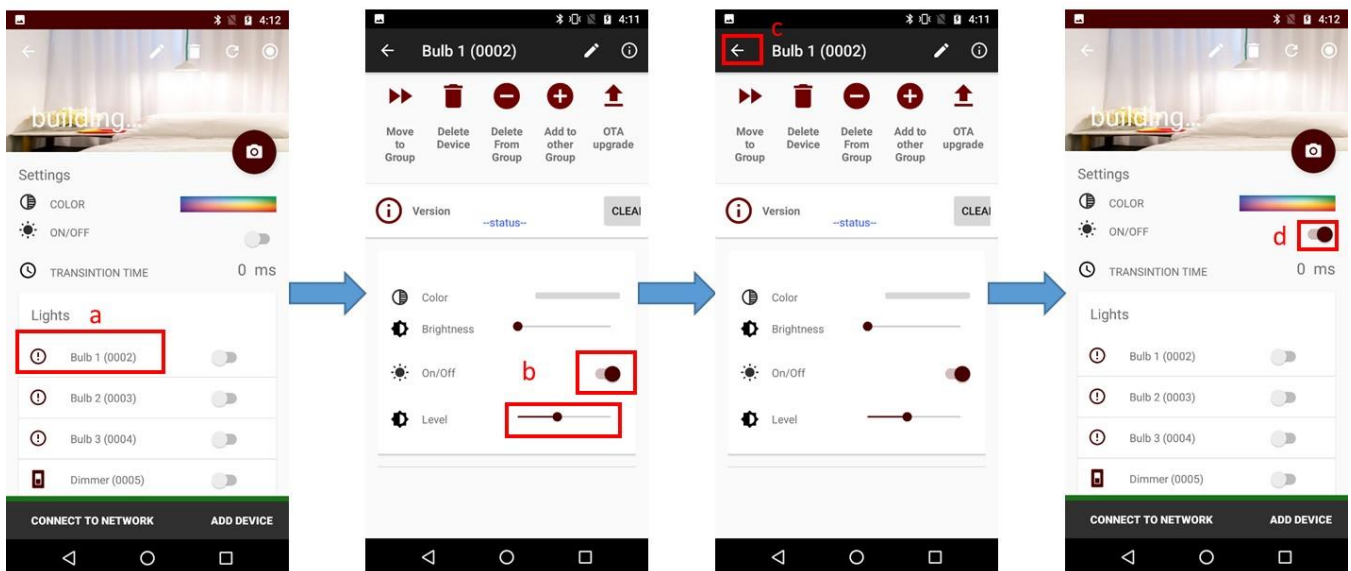 4:12
building...
Settings
COLOR
ON/OFF
TRANSINTION TIME 0 ms
Lights a
Bulb 1 (0002)
Bulb 2 (0003)
Bulb 3 (0004)
Dimmer (0005)
CONNECT TO NETWORK ADD DEVICE
4:11
Bulb 1 (0002)
Move to Group
Delete Device
Delete From Group
Add to other Group
OTA upgrade
Version --status-- CLEA
Color
Brightness
On/Off b
Level
4:11
c
Bulb 1 (0002)
Move to Group
Delete Device
Delete From Group
Add to other Group
OTA upgrade
Version --status-- CLEA
Color
Brightness
On/Off
Level
4:12
building...
Settings
COLOR
ON/OFF d
TRANSINTION TIME 0 ms
Lights
Bulb 1 (0002)
Bulb 2 (0003)
Bulb 3 (0004)
Dimmer (0005)
CONNECT TO NETWORK ADD DEVICE